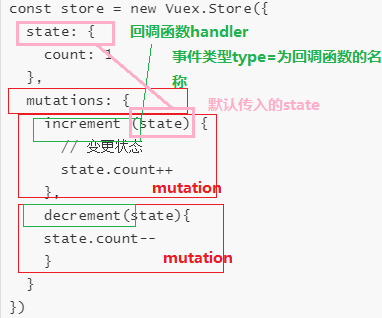 const store = new Vuex.Store({
state: {
回调函数handler
count: 1
事件类型type=为回调函数的名
称
},
mutations: {
默认传入的state
increment (state) {
// 变更状态
state.count++
mutation
},
decrement(state){
state.count--
}
mutation
}
})